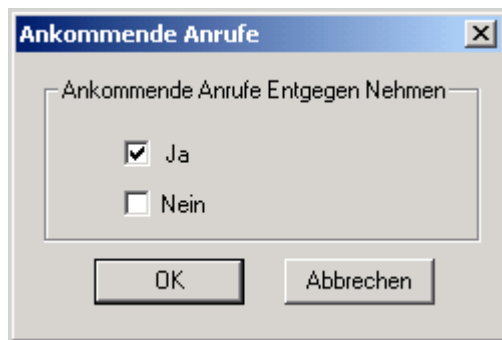 Ankommende Anrufe
Ankommende Anrufe Entgegen Nehmen
Ja
Nein
OK Abbrechen